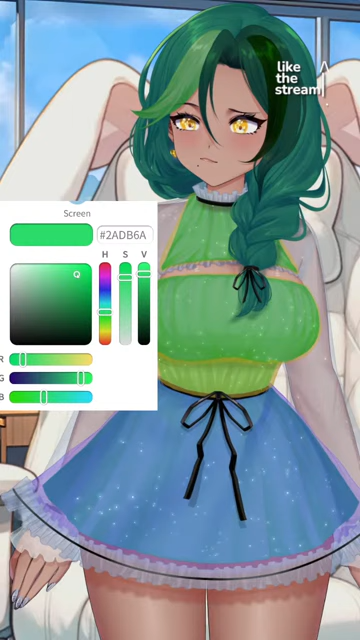 like
the
stream
Screen
#2ADB6A
H S V
R
G
B